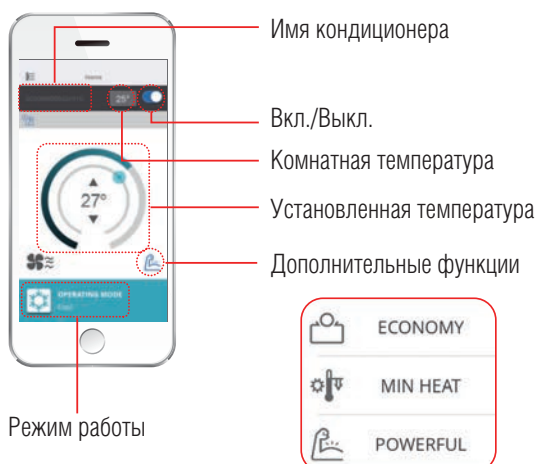 Имя кондиционера
Home
25°
Вкл./Выкл.
Комнатная температура
27°
Установленная температура
Дополнительные функции
OPERATING MODE
Cool
ECONOMY
MIN HEAT
POWERFUL
Режим работы